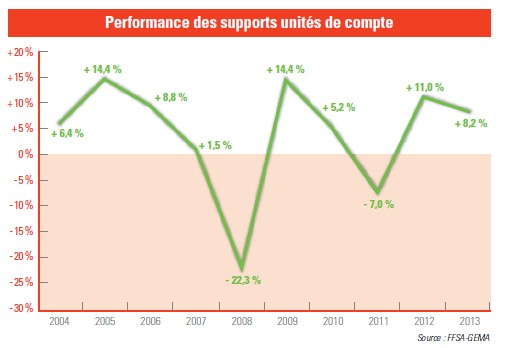 Performance des supports unités de compte
+20 %
+15 %
+10 %
+5 %
0 %
-5 %
-10 %
-15 %
-20 %
-25 %
-30 %
+ 6,4 %
+ 14,4 %
+ 8,8 %
+ 1,5 %
- 22,3 %
+ 14,4 %
+ 5,2 %
- 7,0 %
+ 11,0 %
+ 8,2 %
2004 2005 2006 2007 2008 2009 2010 2011 2012 2013
Source : FFSA-GEMA